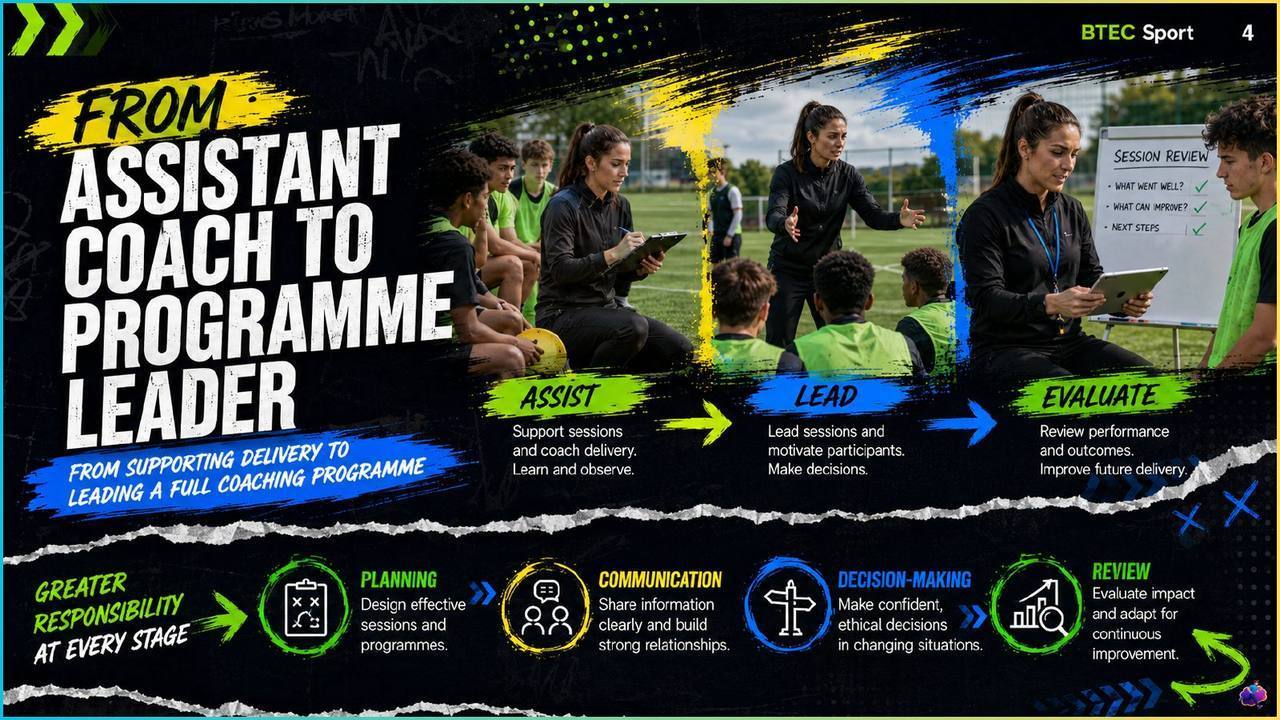 BTEC Sport 4
FROM
ASSISTANT
COACH TO
PROGRAMME
LEADER
FROM SUPPORTING DELIVERY TO
LEADING A FULL COACHING PROGRAMME
SESSION REVIEW
• WHAT WENT WELL? ✓
• WHAT CAN IMPROVE? ✓
• NEXT STEPS ✓
ASSIST
Support sessions
and coach delivery.
Learn and observe.
LEAD
Lead sessions and
motivate participants.
Make decisions.
EVALUATE
Review performance
and outcomes.
Improve future delivery.
GREATER
RESPONSIBILITY
AT EVERY STAGE
PLANNING
Design effective
sessions and
programmes.
COMMUNICATION
Share information
clearly and build
strong relationships.
DECISION-MAKING
Make confident,
ethical decisions
in changing situations.
REVIEW
Evaluate impact
and adapt for
continuous
improvement.